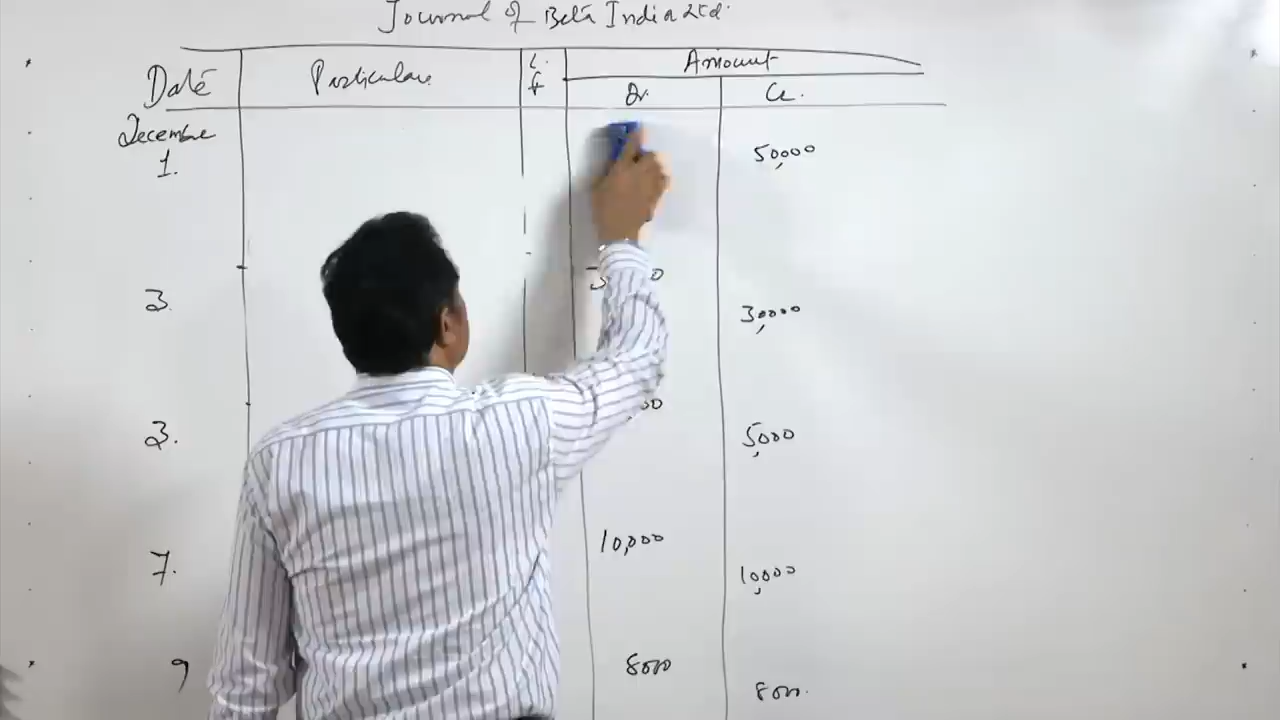 Journal of Beta India Ltd.
Date Particulars L.F Amount
Dr. Cr.
December
1. 50,000
3. 30,000
3. 5,000
7. 10,000
10,000
9 8000
8000.